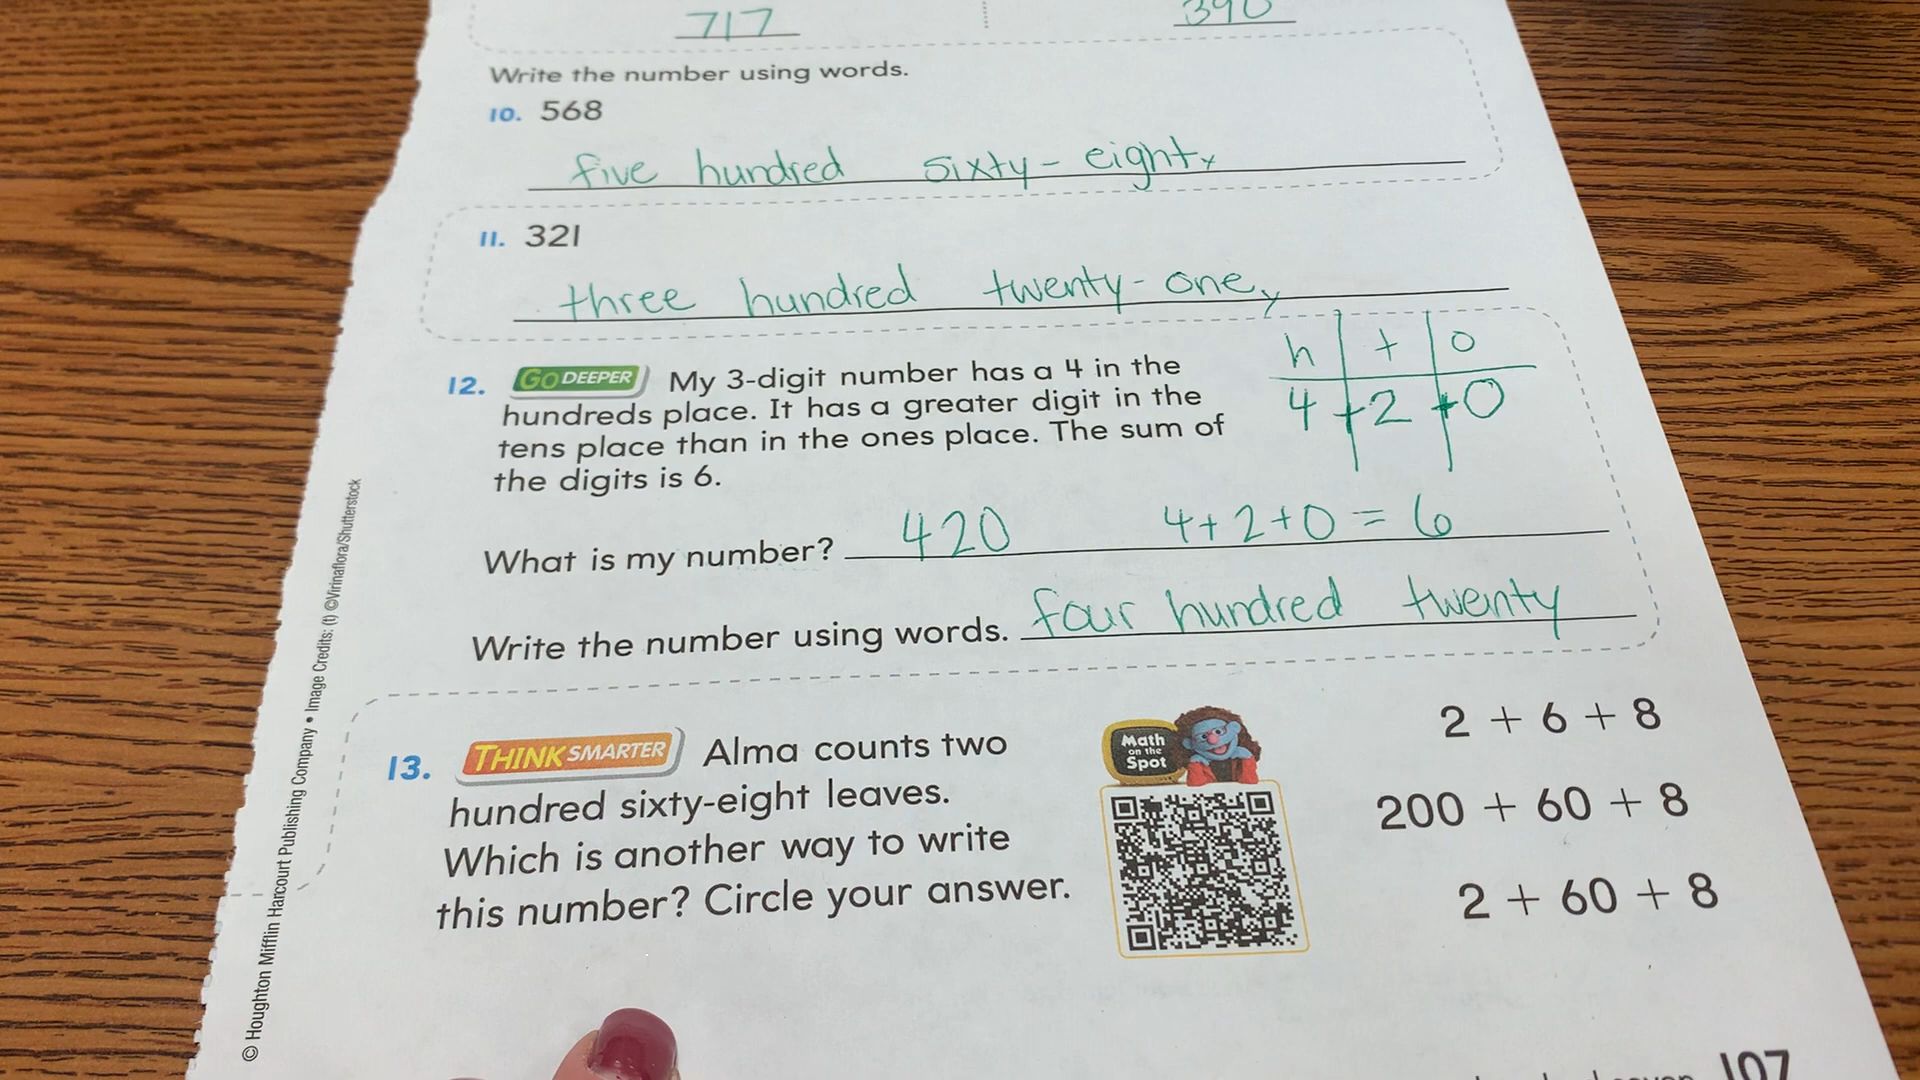 717
390
Write the number using words.
10. 568
five hundred sixty-eight
11. 321
three hundred twenty-one
h t o
4 + 2 + 0
12. GO DEEPER My 3-digit number has a 4 in the
hundreds place. It has a greater digit in the
tens place than in the ones place. The sum of
the digits is 6.
What is my number? 420 4+2+0=6
Write the number using words. four hundred twenty
13. THINK SMARTER Alma counts two
hundred sixty-eight leaves.
Which is another way to write
this number? Circle your answer.
Math
on the
Spot
2 + 6 + 8
200 + 60 + 8
2 + 60 + 8
© Houghton Mifflin Harcourt Publishing Company • Image Credits: (t) ©Virinaflora/Shutterstock
107